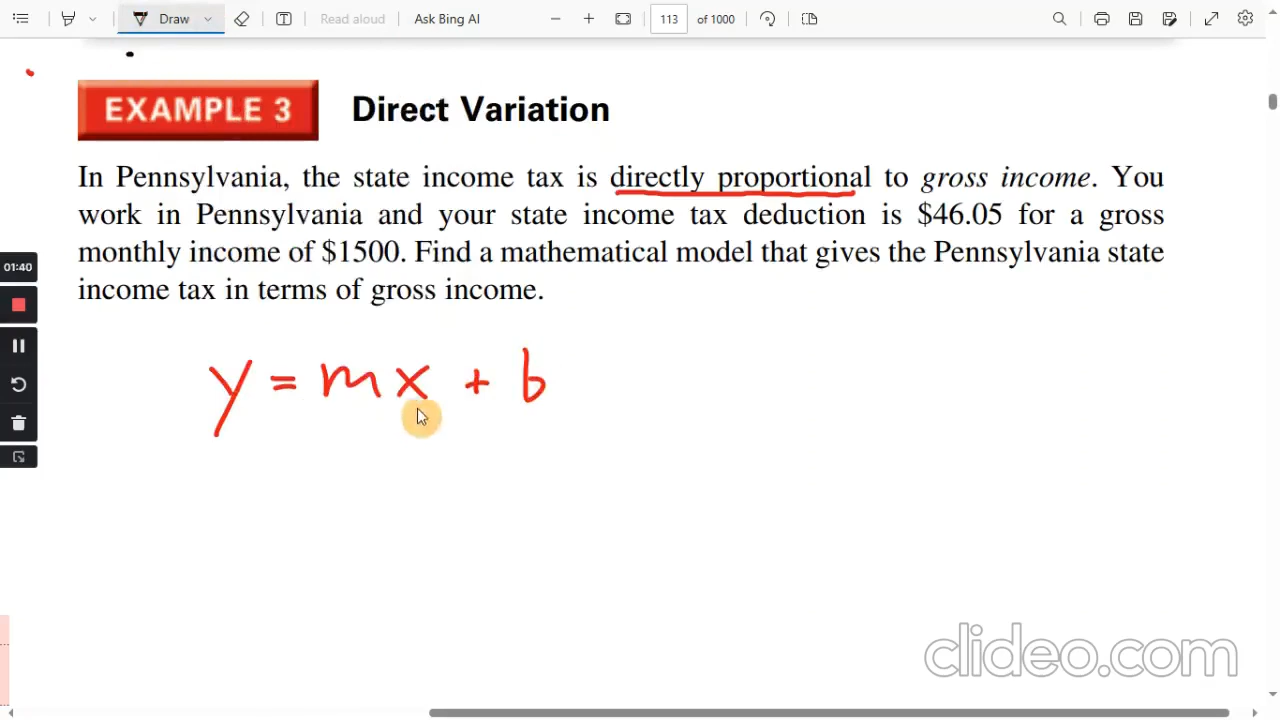 Draw Read aloud Ask Bing AI 113 of 1000
EXAMPLE 3 Direct Variation
In Pennsylvania, the state income tax is directly proportional to gross income. You
work in Pennsylvania and your state income tax deduction is $46.05 for a gross
monthly income of $1500. Find a mathematical model that gives the Pennsylvania state
income tax in terms of gross income.
01:40
y = mx + b
clideo.com